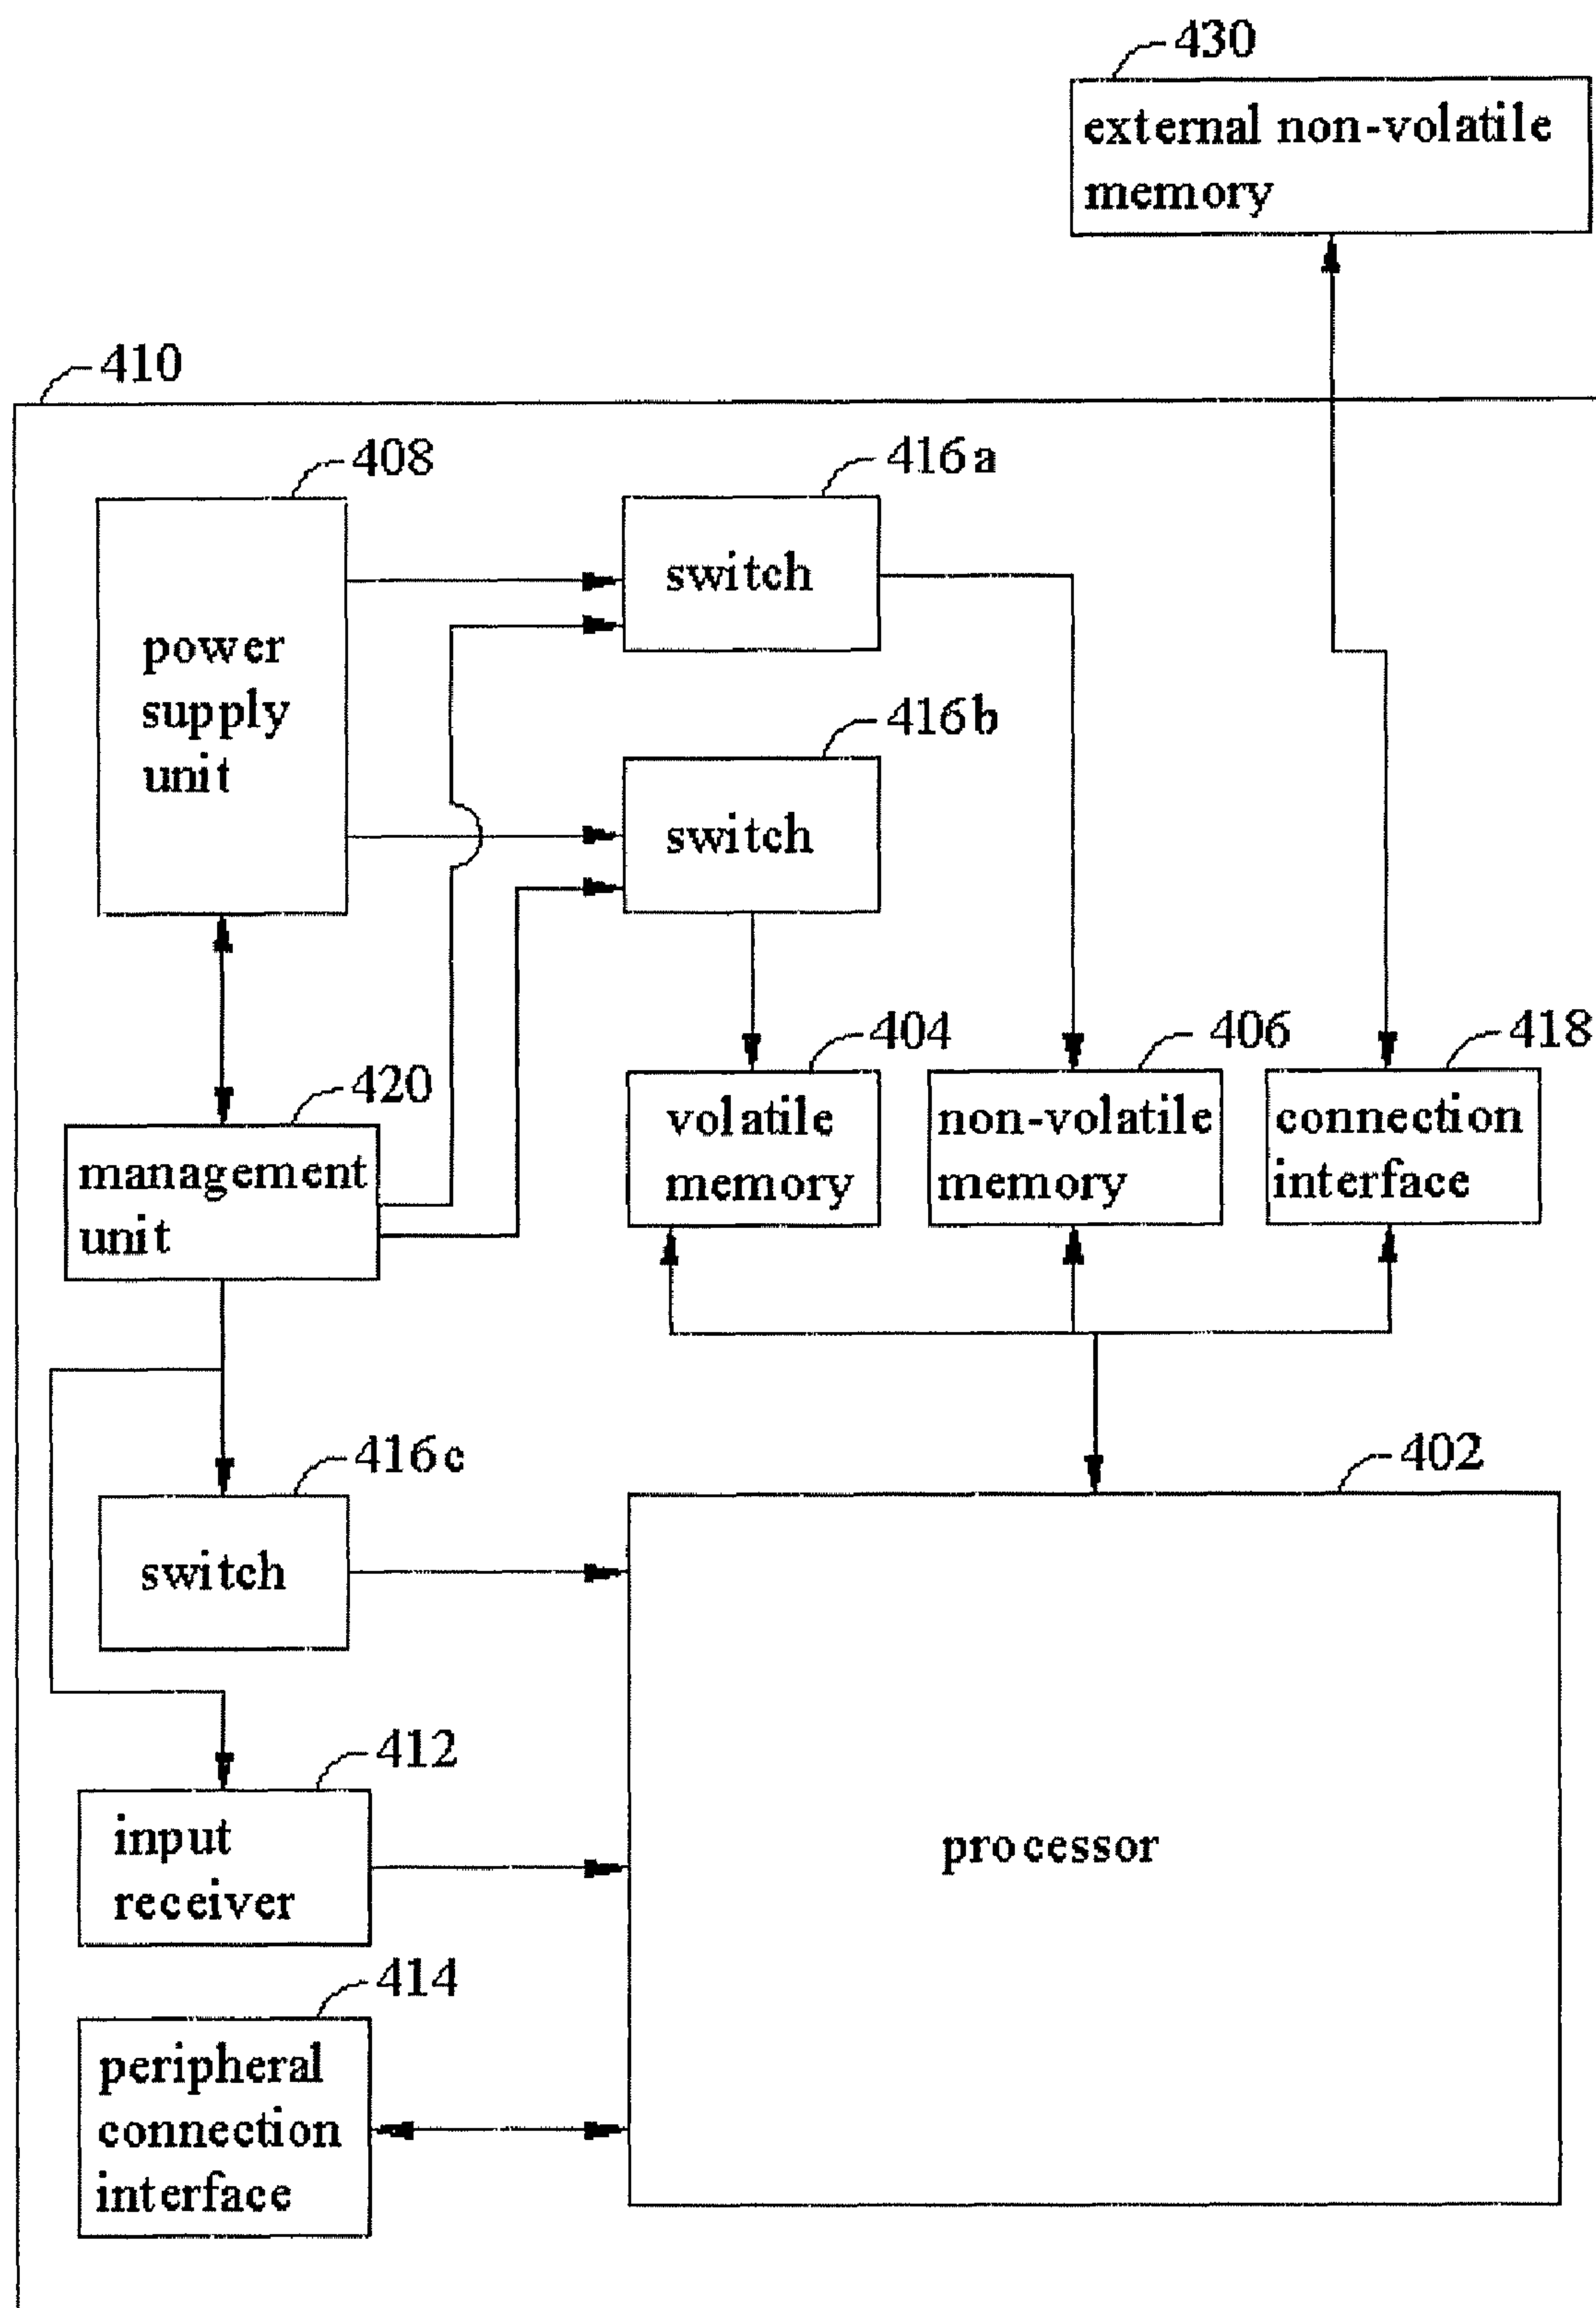 430
external non-volatile
memory
410
408
416a
switch
power
supply
unit
416b
switch
404
406
418
420
volatile
memory
non-volatile
memory
connection
interface
management
unit
416c
402
switch
412
input
receiver
processor
414
peripheral
connection
interface